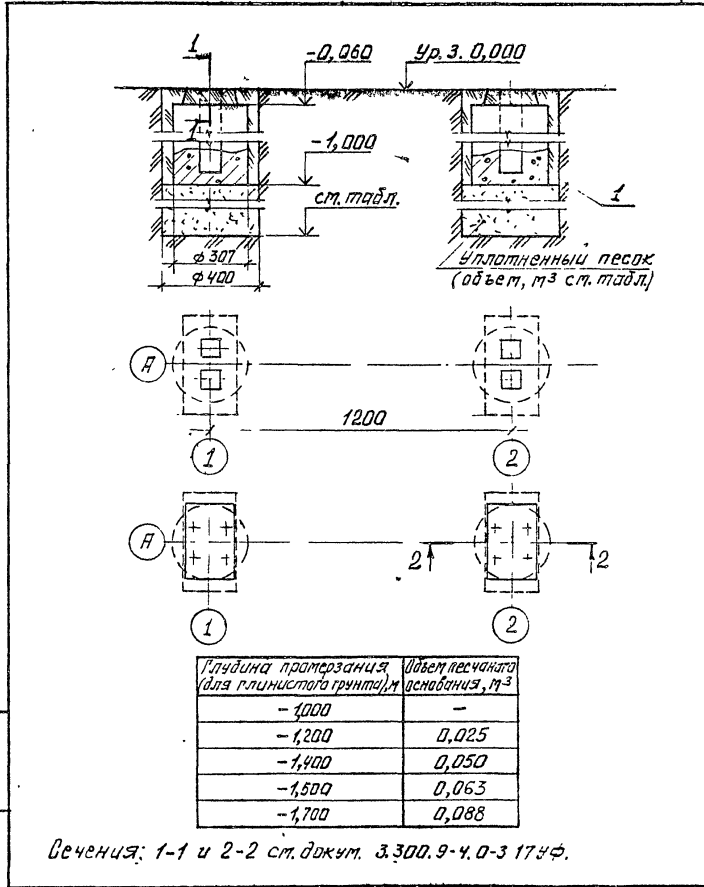 1
-0,060
Ур. з. 0,000
1
-1,000
см. табл.
1
ф 307
ф 400
Уплотненный песок
(объем, м³ см. табл.)
А
1200
1
2
А
2
2
1
2
Глубина промерзания (для глинистого грунта), м
Объем песчаного основания, м³
-1,000
-
-1,200
0,025
-1,400
0,050
-1,500
0,063
-1,700
0,088
Сечения: 1-1 и 2-2 см. докум. 3.300.9-4.0-3 17УФ.